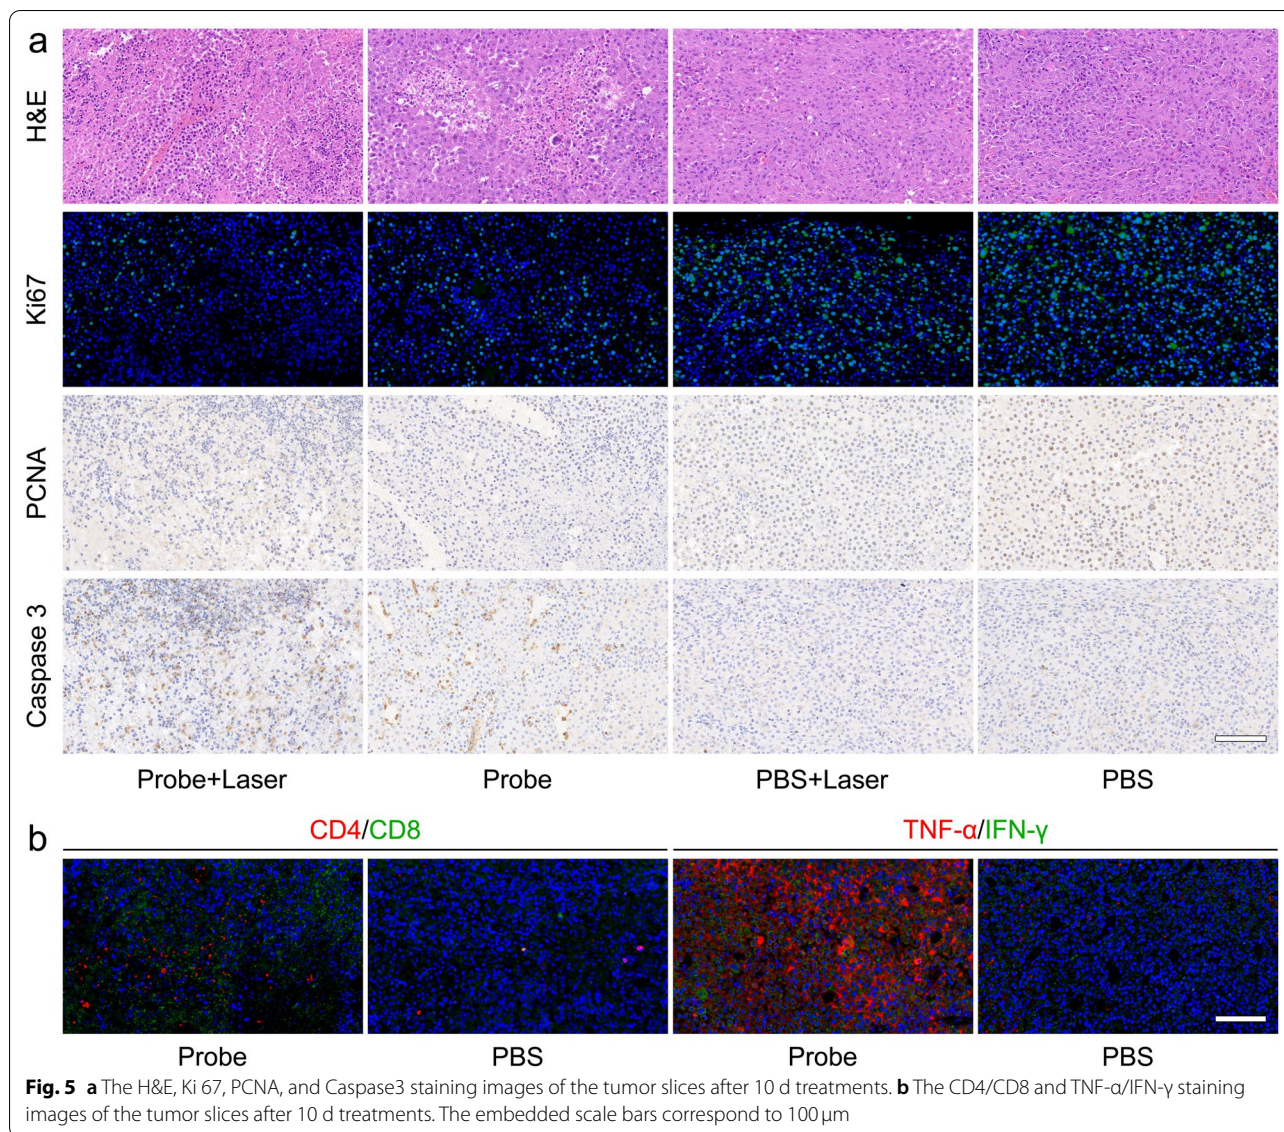 a
H&E
Ki67
PCNA
Caspase 3
Probe+Laser Probe PBS+Laser PBS
b
CD4/CD8 TNF-α/IFN-γ
Probe PBS Probe PBS
Fig. 5 a The H&E, Ki 67, PCNA, and Caspase3 staining images of the tumor slices after 10 d treatments. b The CD4/CD8 and TNF-α/IFN-γ staining
images of the tumor slices after 10 d treatments. The embedded scale bars correspond to 100 μm